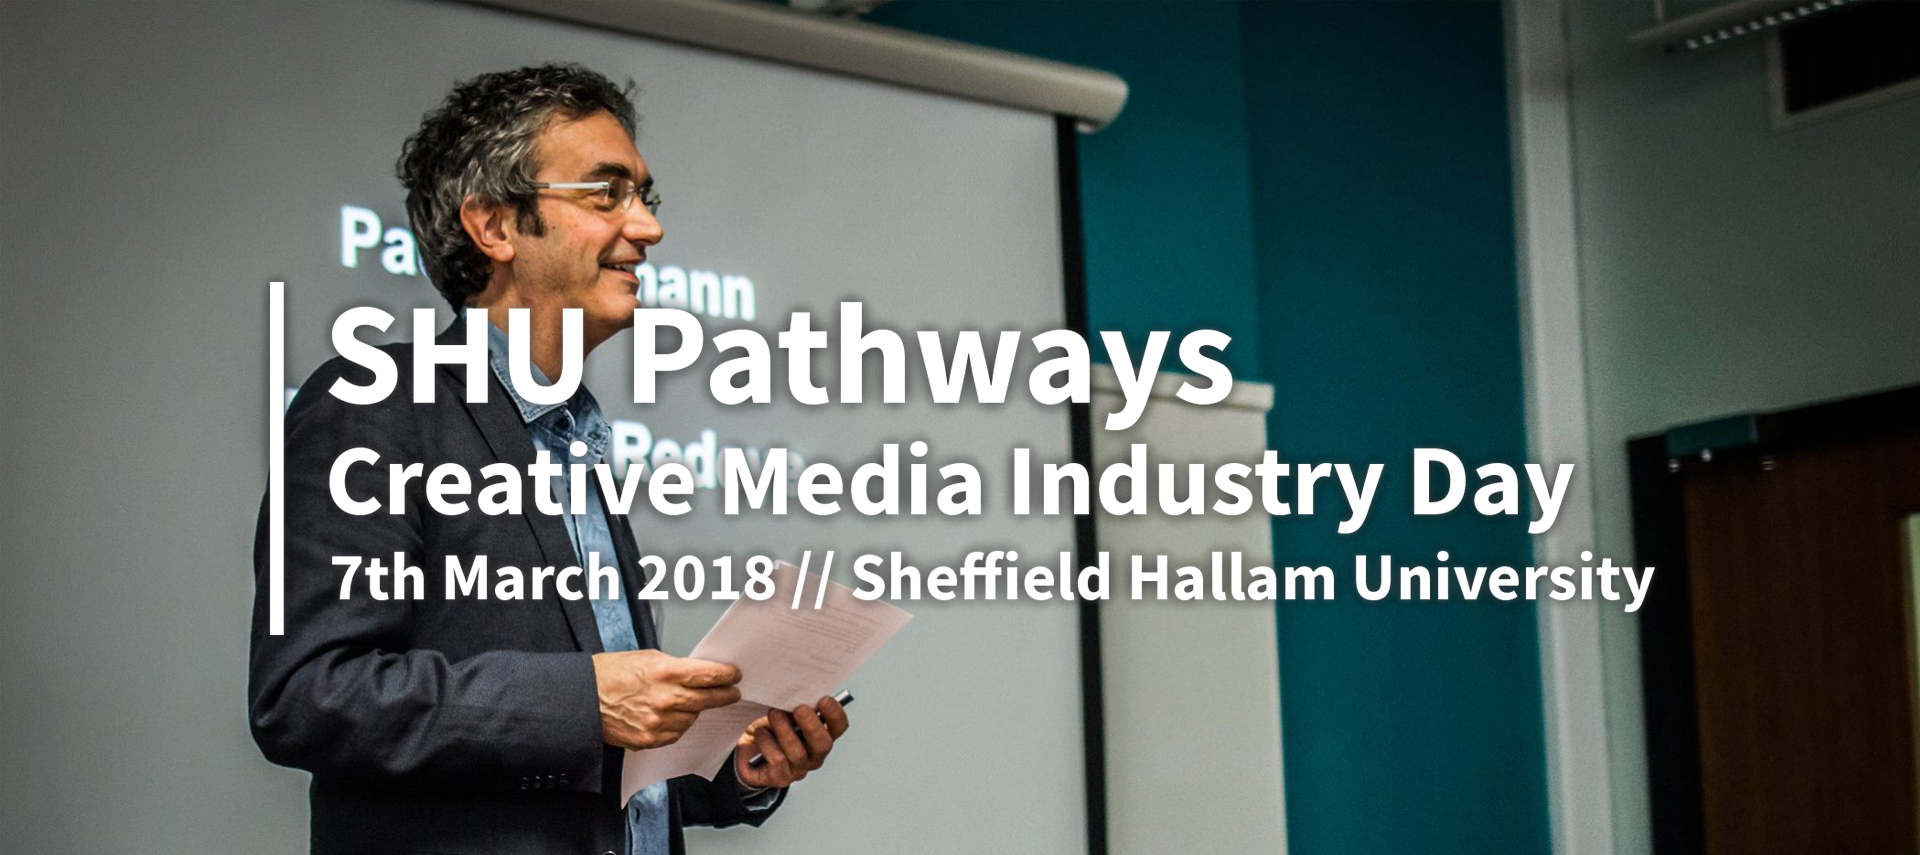 SHU Pathways
Creative Media Industry Day
7th March 2018 // Sheffield Hallam University